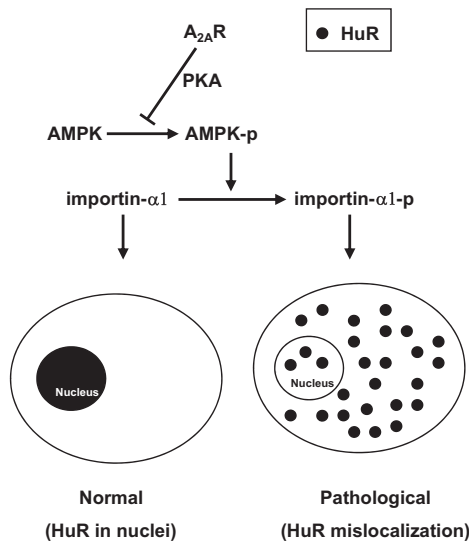 A₂AR
HuR
PKA
AMPK AMPK-p
importin-α1 importin-α1-p
Nucleus Nucleus
Normal Pathological
(HuR in nuclei) (HuR mislocalization)